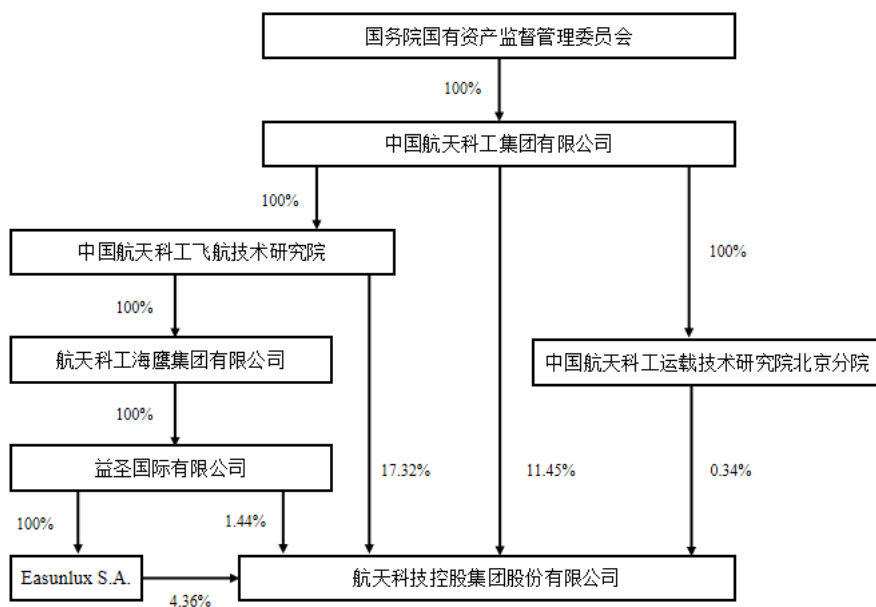 国务院国有资产监督管理委员会
100%
中国航天科工集团有限公司
100%
中国航天科工飞航技术研究院
100%
100%
航天科工海鹰集团有限公司
中国航天科工运载技术研究院北京分院
100%
益圣国际有限公司
17.32%
11.45%
0.34%
100%
1.44%
Easunlux S.A.
航天科技控股集团股份有限公司
4.36%